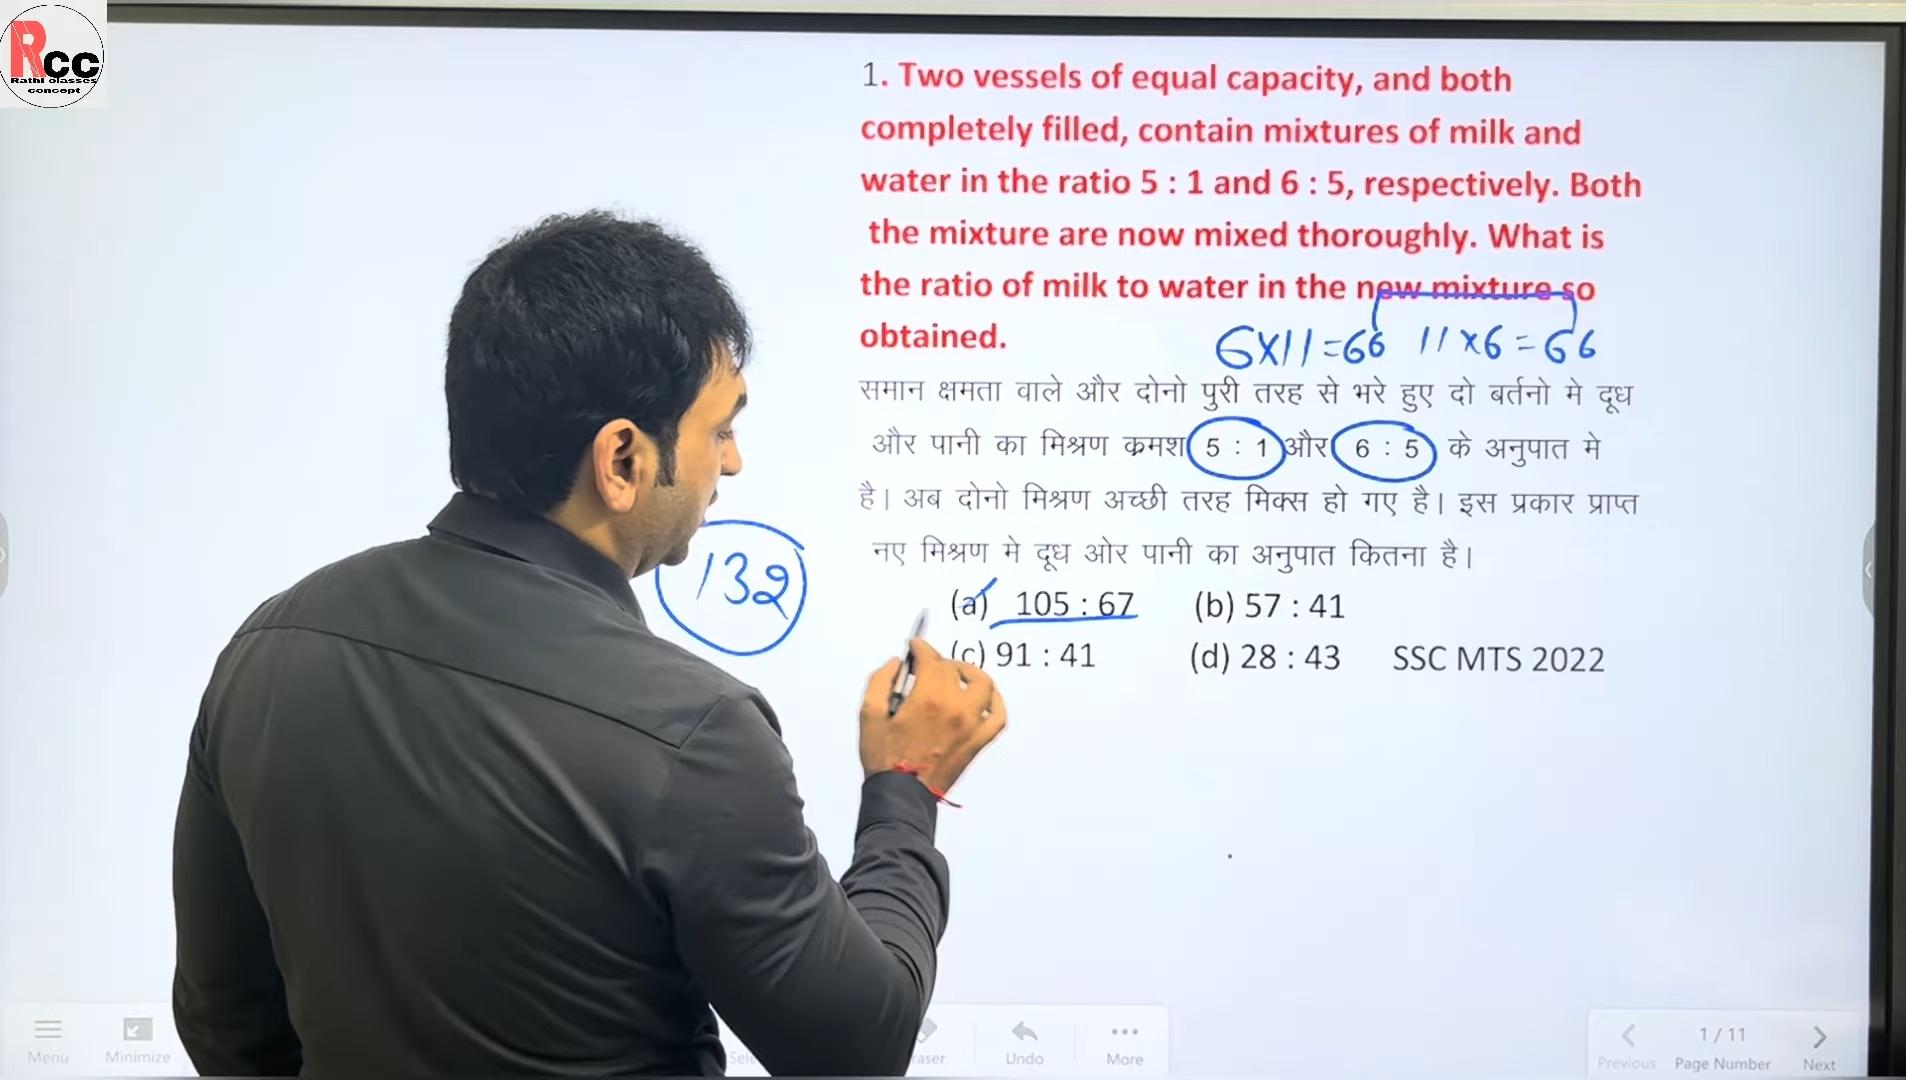 Rcc
Rathi classes
concept
1. Two vessels of equal capacity, and both
completely filled, contain mixtures of milk and
water in the ratio 5 : 1 and 6 : 5, respectively. Both
the mixture are now mixed thoroughly. What is
the ratio of milk to water in the new mixture so
obtained.
6×11=66 11×6=66
समान क्षमता वाले और दोनो पुरी तरह से भरे हुए दो बर्तनो मे दूध
और पानी का मिश्रण क्रमश 5 : 1 और 6 : 5 के अनुपात मे
है। अब दोनो मिश्रण अच्छी तरह मिक्स हो गए है। इस प्रकार प्राप्त
नए मिश्रण मे दूध ओर पानी का अनुपात कितना है।
132
(a) 105 : 67 (b) 57 : 41
(c) 91 : 41 (d) 28 : 43 SSC MTS 2022
Menu Minimize Undo More
1 / 11
Previous Page Number Next